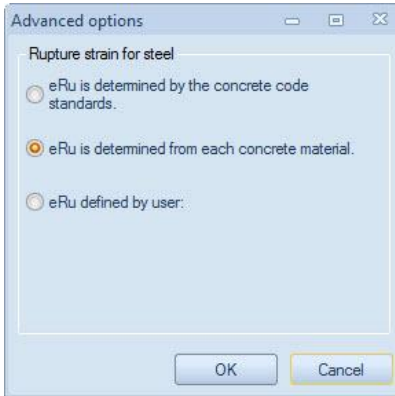 Advanced options
Rupture strain for steel
eRu is determined by the concrete code
standards.
eRu is determined from each concrete material.
eRu defined by user:
OK
Cancel